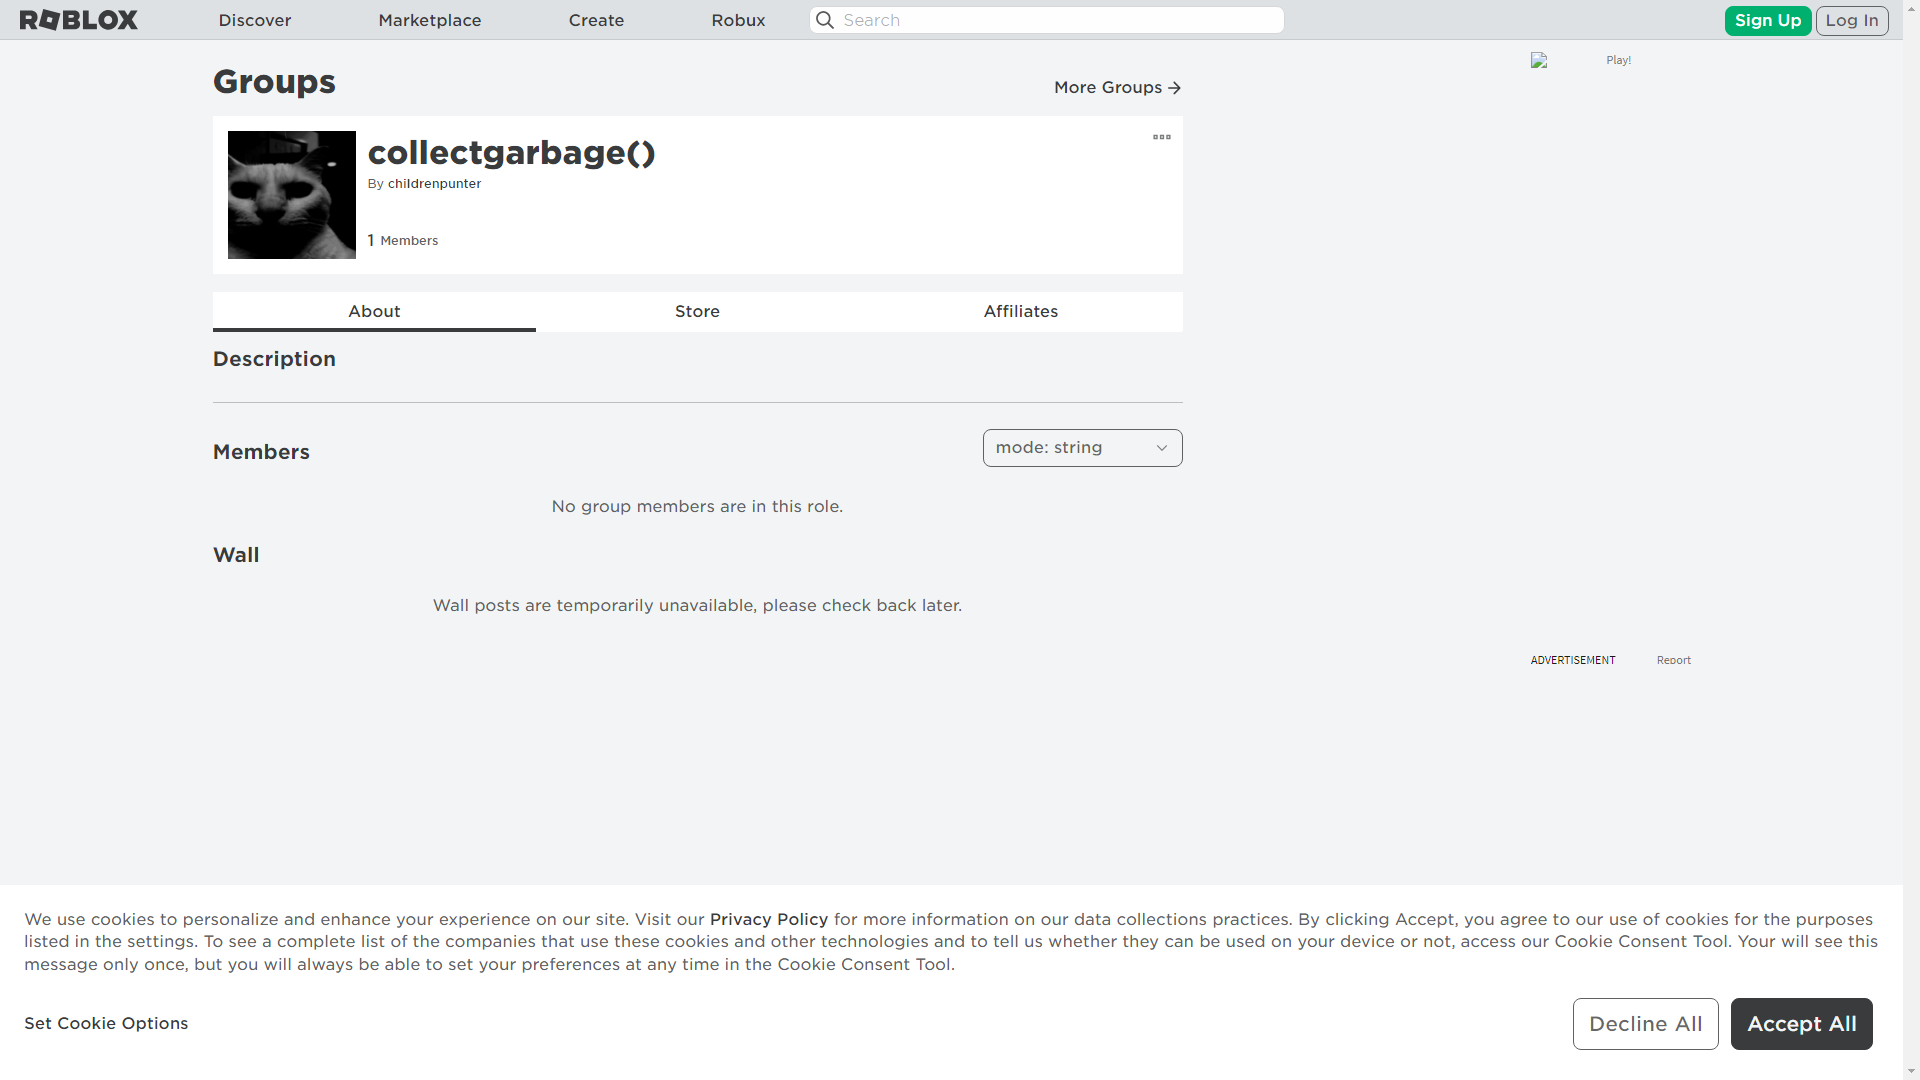 ROBLOX Discover Marketplace Create Robux Search Sign Up Log In
Play!
Groups
More Groups
collectgarbage()
By childrenpunter
1 Members
About Store Affiliates
Description
Members
mode: string
No group members are in this role.
Wall
Wall posts are temporarily unavailable, please check back later.
ADVERTISEMENT Report
We use cookies to personalize and enhance your experience on our site. Visit our Privacy Policy for more information on our data collections practices. By clicking Accept, you agree to our use of cookies for the purposes
listed in the settings. To see a complete list of the companies that use these cookies and other technologies and to tell us whether they can be used on your device or not, access our Cookie Consent Tool. Your will see this
message only once, but you will always be able to set your preferences at any time in the Cookie Consent Tool.
Set Cookie Options
Decline All
Accept All